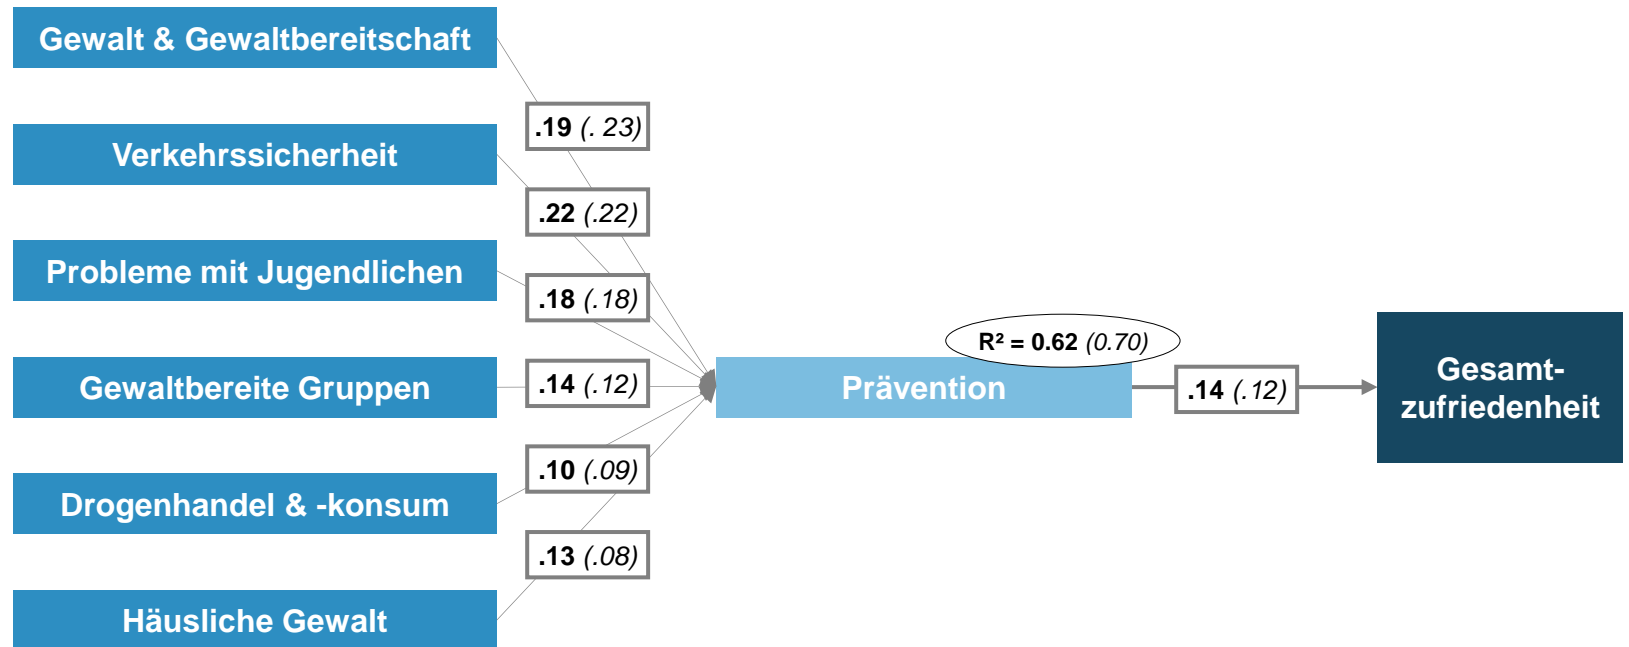 Gewalt & Gewaltbereitschaft
.19 (. 23)
Verkehrssicherheit
.22 (.22)
Probleme mit Jugendlichen
.18 (.18)
R² = 0.62 (0.70)
Gewaltbereite Gruppen
.14 (.12)
Prävention
.14 (.12)
Gesamt-
zufriedenheit
.10 (.09)
Drogenhandel & -konsum
.13 (.08)
Häusliche Gewalt